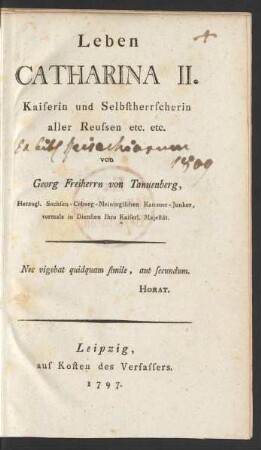 Leben
CATHARINA II.
Kaiſerin und Selbſtherrſcherin
aller Reuſsen etc. etc.
von
1500
Georg Freiherrn von Tannenberg,
Herzogl. Sachſen-Coburg-Meiningiſchen Kammer-Junker,
vormals in Dienſten Ihro Kaiſerl. Majeſtät.
Nec vigebat quidquam ſimile, aut ſecundum.
HORAT.
Leipzig,
auf Koſten des Verfaſſers.
1797.